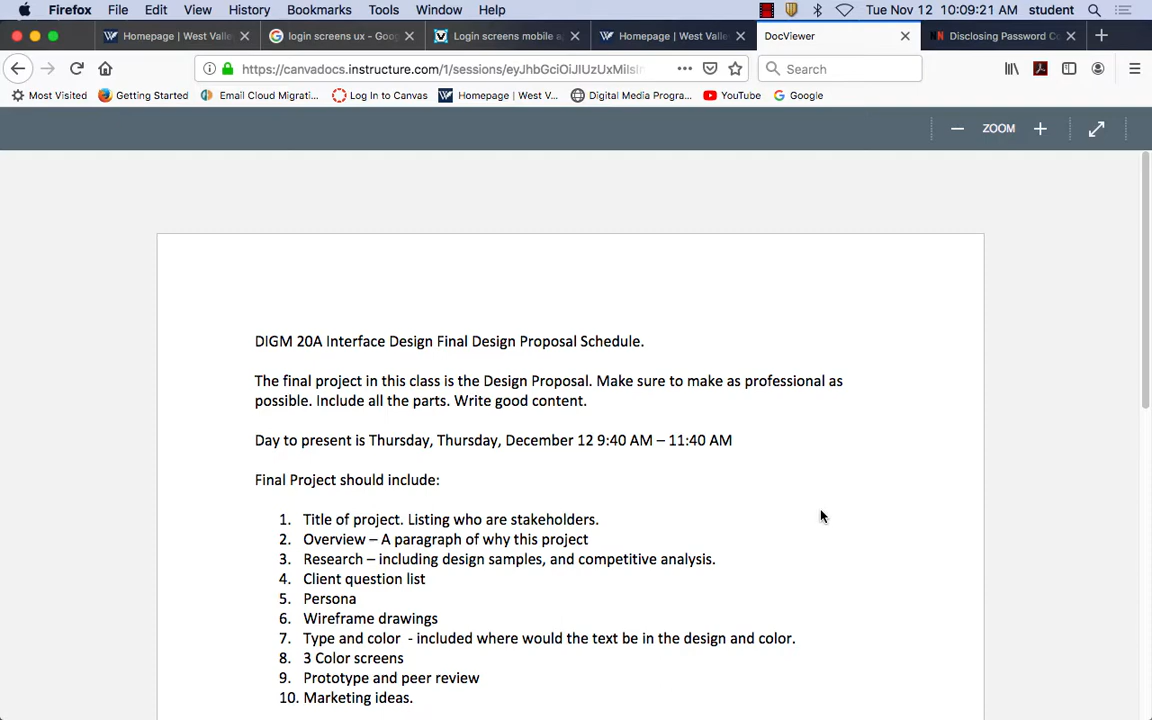 Firefox File Edit View History Bookmarks Tools Window Help Tue Nov 12 10:09:21 AM student
Homepage | West Valle login screens ux - Goo Login screens mobile a Homepage | West Valle DocViewer Disclosing Password Co
https://canvadocs.instructure.com/1/sessions/ Search
Most Visited Getting Started Email Cloud Migrati... Log In to Canvas Homepage | West V... Digital Media Progra... YouTube Google
ZOOM
DIGM 20A Interface Design Final Design Proposal Schedule.
The final project in this class is the Design Proposal. Make sure to make as professional as
possible. Include all the parts. Write good content.
Day to present is Thursday, Thursday, December 12 9:40 AM – 11:40 AM
Final Project should include:
1. Title of project. Listing who are stakeholders.
2. Overview – A paragraph of why this project
3. Research – including design samples, and competitive analysis.
4. Client question list
5. Persona
6. Wireframe drawings
7. Type and color - included where would the text be in the design and color.
8. 3 Color screens
9. Prototype and peer review
10. Marketing ideas.